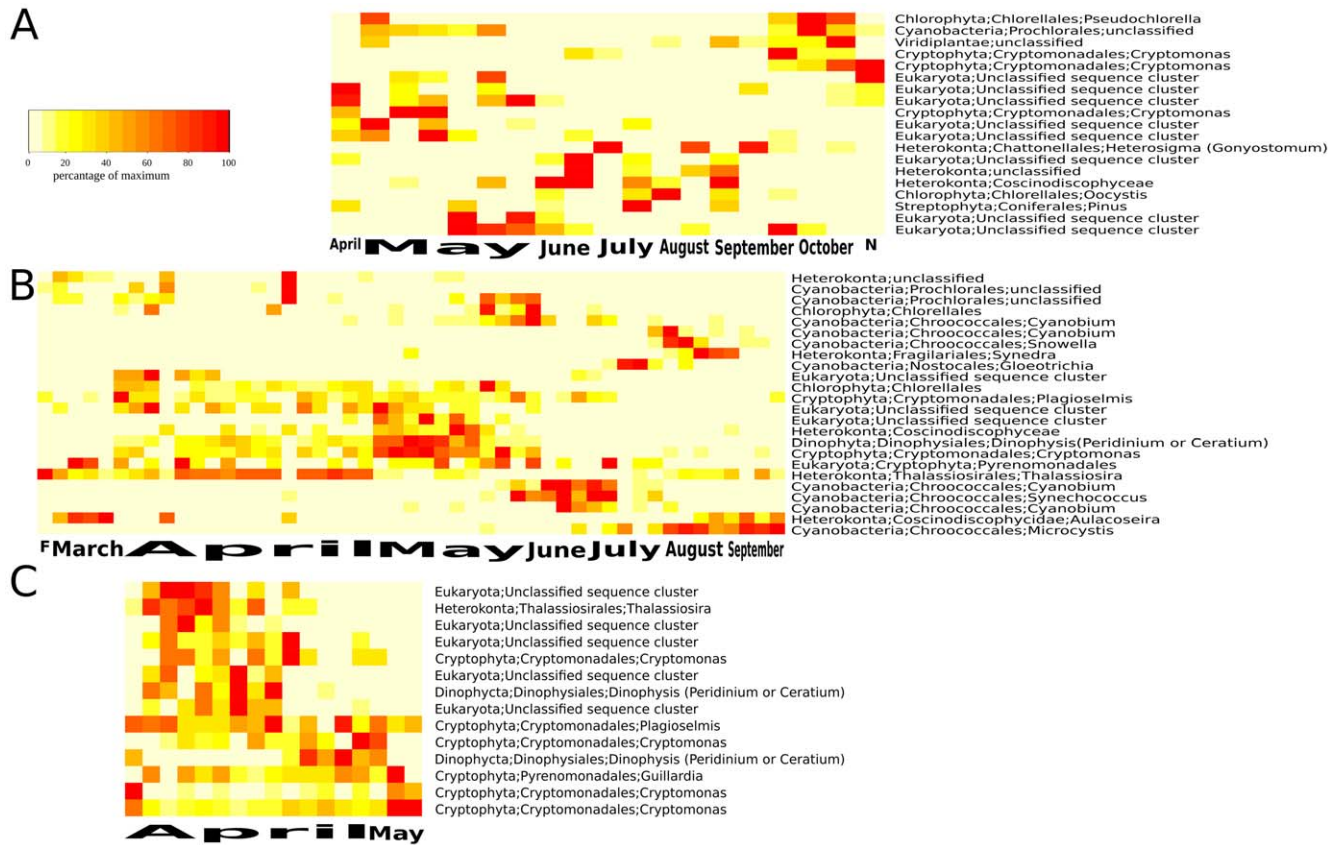 A
0 20 40 60 80 100
percentage of maximum
Chlorophyta;Chlorellales;Pseudochlorella
Cyanobacteria;Prochlorales;unclassified
Viridiplantae;unclassified
Cryptophyta;Cryptomonadales;Cryptomonas
Cryptophyta;Cryptomonadales;Cryptomonas
Eukaryota;Unclassified sequence cluster
Eukaryota;Unclassified sequence cluster
Eukaryota;Unclassified sequence cluster
Cryptophyta;Cryptomonadales;Cryptomonas
Eukaryota;Unclassified sequence cluster
Eukaryota;Unclassified sequence cluster
Heterokonta;Chattonellales;Heterosigma (Gonyostomum)
Eukaryota;Unclassified sequence cluster
Heterokonta;unclassified
Heterokonta;Coscinodiscophyceae
Chlorophyta;Chlorellales;Oocystis
Streptophyta;Coniferales;Pinus
Eukaryota;Unclassified sequence cluster
Eukaryota;Unclassified sequence cluster
April May June July August September October N
B
Heterokonta;unclassified
Cyanobacteria;Prochlorales;unclassified
Cyanobacteria;Prochlorales;unclassified
Chlorophyta;Chlorellales
Cyanobacteria;Chroococcales;Cyanobium
Cyanobacteria;Chroococcales;Cyanobium
Cyanobacteria;Chroococcales;Snowella
Heterokonta;Fragilariales;Synedra
Cyanobacteria;Nostocales;Gloeotrichia
Eukaryota;Unclassified sequence cluster
Chlorophyta;Chlorellales
Cryptophyta;Cryptomonadales;Plagioselmis
Eukaryota;Unclassified sequence cluster
Eukaryota;Unclassified sequence cluster
Heterokonta;Coscinodiscophyceae
Dinophyta;Dinophysiales;Dinophysis(Peridinium or Ceratium)
Cryptophyta;Cryptomonadales;Cryptomonas
Eukaryota;Cryptophyta;Pyrenomonadales
Heterokonta;Thalassiosirales;Thalassiosira
Cyanobacteria;Chroococcales;Cyanobium
Cyanobacteria;Chroococcales;Synechococcus
Cyanobacteria;Chroococcales;Cyanobium
Heterokonta;Coscinodiscophycidae;Aulacoseira
Cyanobacteria;Chroococcales;Microcystis
F March April May June July August September
C
Eukaryota;Unclassified sequence cluster
Heterokonta;Thalassiosirales;Thalassiosira
Eukaryota;Unclassified sequence cluster
Eukaryota;Unclassified sequence cluster
Cryptophyta;Cryptomonadales;Cryptomonas
Eukaryota;Unclassified sequence cluster
Dinophycta;Dinophysiales;Dinophysis (Peridinium or Ceratium)
Eukaryota;Unclassified sequence cluster
Cryptophyta;Cryptomonadales;Plagioselmis
Cryptophyta;Cryptomonadales;Cryptomonas
Dinophycta;Dinophysiales;Dinophysis (Peridinium or Ceratium)
Cryptophyta;Pyrenomonadales;Guillardia
Cryptophyta;Cryptomonadales;Cryptomonas
Cryptophyta;Cryptomonadales;Cryptomonas
April May